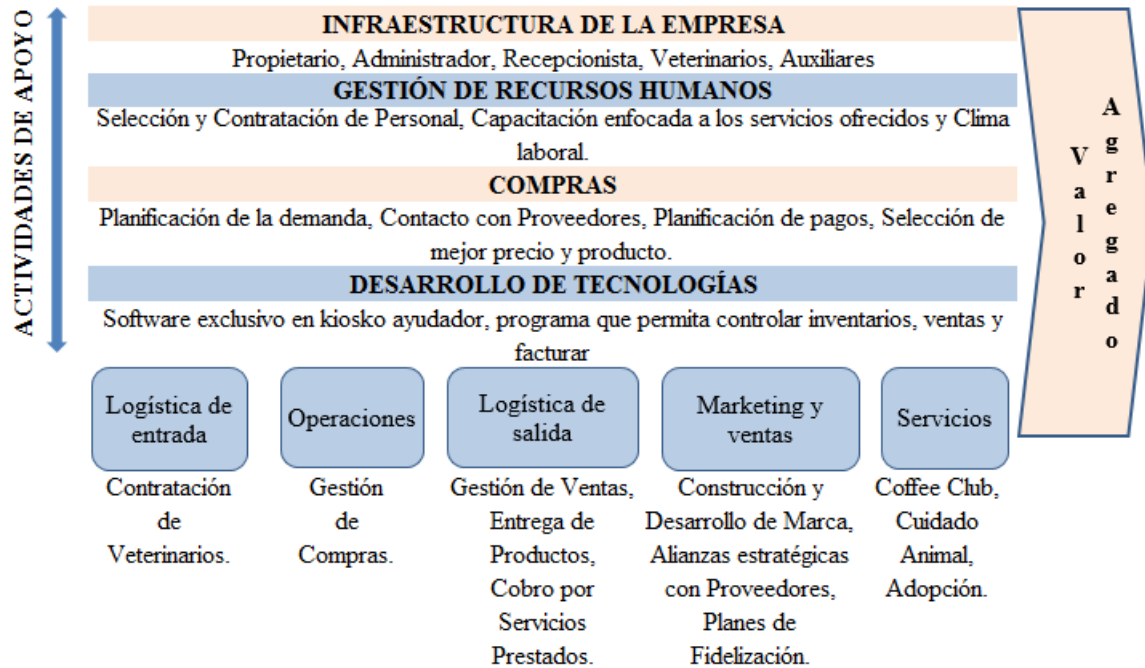 ACTIVIDADES DE APOYO
INFRAESTRUCTURA DE LA EMPRESA
Propietario, Administrador, Recepcionista, Veterinarios, Auxiliares
GESTIÓN DE RECURSOS HUMANOS
Selección y Contratación de Personal, Capacitación enfocada a los servicios ofrecidos y Clima
laboral.
COMPRAS
Planificación de la demanda, Contacto con Proveedores, Planificación de pagos, Selección de
mejor precio y producto.
DESARROLLO DE TECNOLOGÍAS
Software exclusivo en kiosko ayudador, programa que permita controlar inventarios, ventas y
facturar
Logística de
entrada
Contratación
de
Veterinarios.
Operaciones
Gestión
de
Compras.
Logística de
salida
Gestión de Ventas,
Entrega de
Productos,
Cobro por
Servicios
Prestados.
Marketing y
ventas
Construcción y
Desarrollo de Marca,
Alianzas estratégicas
con Proveedores,
Planes de
Fidelización.
Servicios
Coffee Club,
Cuidado
Animal,
Adopción.
Valor
Agregado